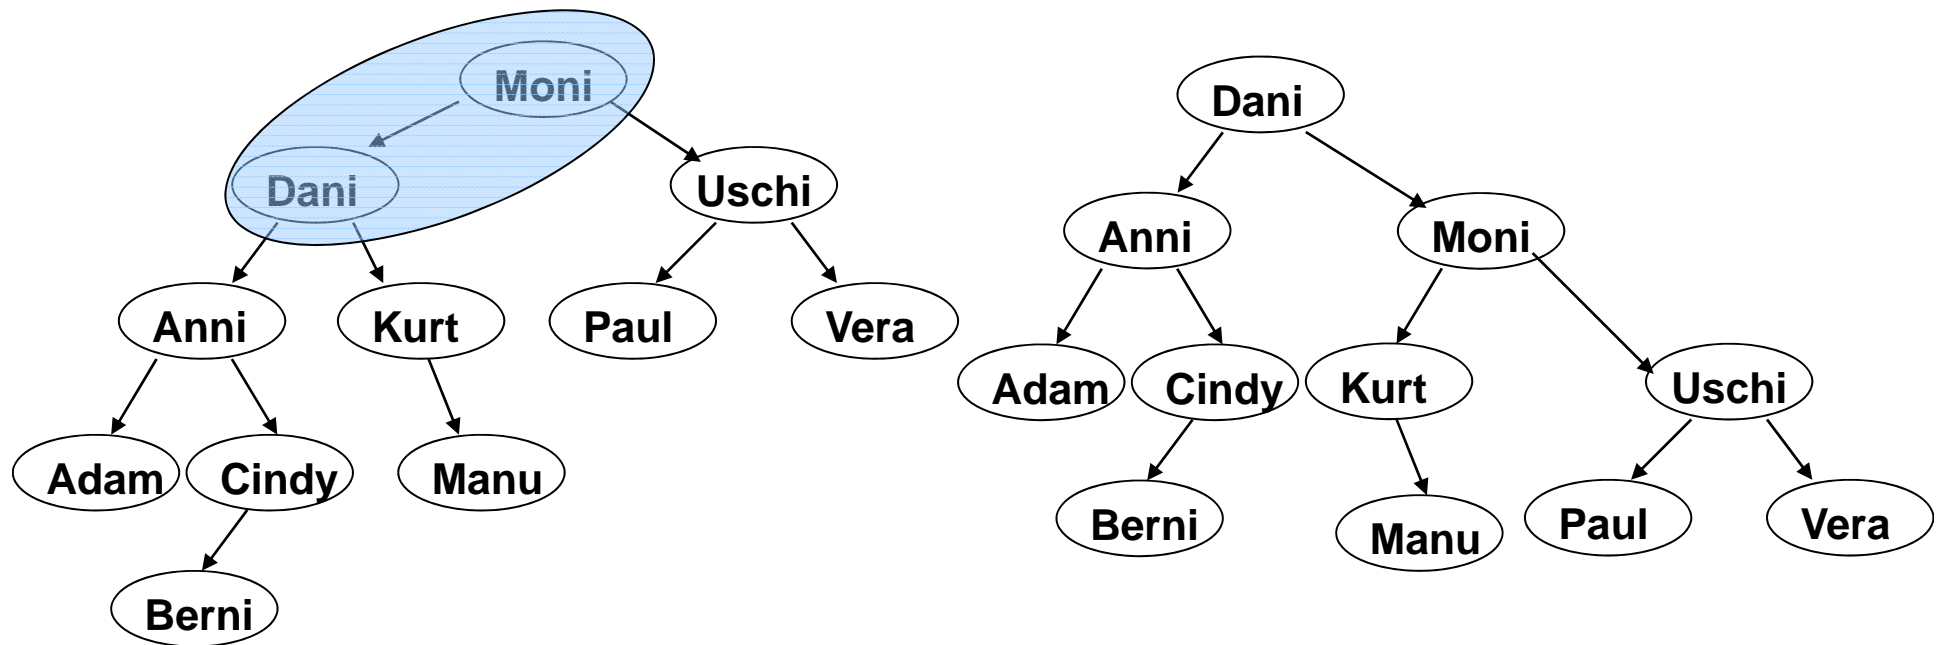 Moni
Dani
Uschi
Anni
Kurt
Paul
Vera
Adam
Cindy
Manu
Berni
Dani
Anni
Moni
Adam
Cindy
Kurt
Uschi
Berni
Manu
Paul
Vera